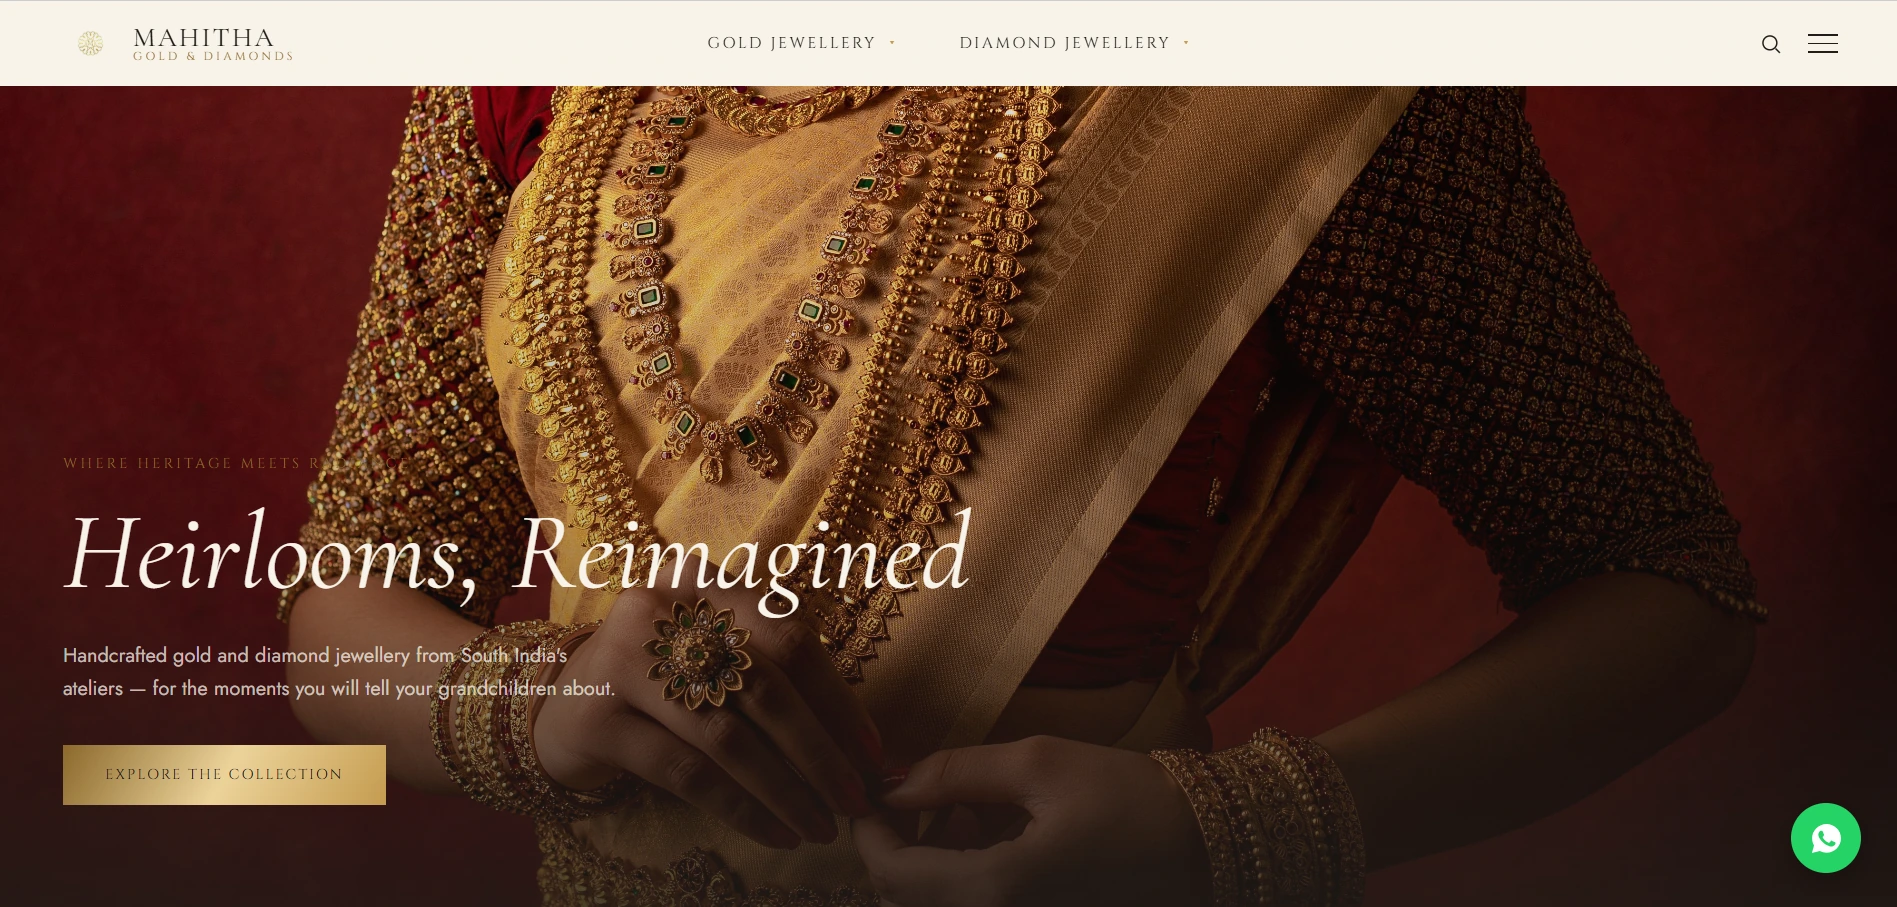 MAHITHA
GOLD & DIAMONDS
GOLD JEWELLERY
DIAMOND JEWELLERY
WHERE HERITAGE MEETS
Heirlooms, Reimagined
Handcrafted gold and diamond jewellery from South India's
ateliers — for the moments you will tell your grandchildren about.
EXPLORE THE COLLECTION